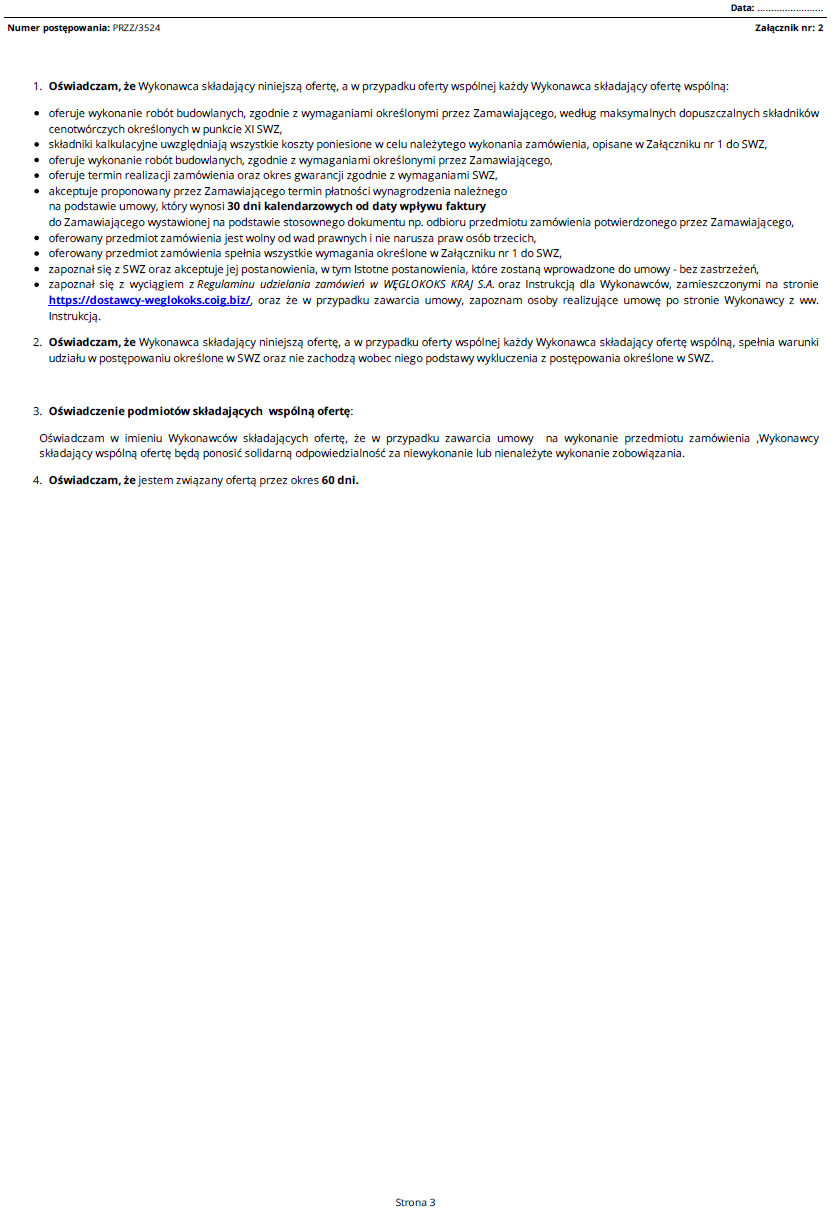 Data: ........................
Numer postępowania: PRZZ/3524 Załącznik nr: 2
1. Oświadczam, że Wykonawca składający niniejszą ofertę, a w przypadku oferty wspólnej każdy Wykonawca składający ofertę wspólną:
• oferuje wykonanie robót budowlanych, zgodnie z wymaganiami określonymi przez Zamawiającego, według maksymalnych dopuszczalnych składników
cenotwórczych określonych w punkcie XI SWZ,
• składniki kalkulacyjne uwzględniają wszystkie koszty poniesione w celu należytego wykonania zamówienia, opisane w Załączniku nr 1 do SWZ,
• oferuje wykonanie robót budowlanych, zgodnie z wymaganiami określonymi przez Zamawiającego,
• oferuje termin realizacji zamówienia oraz okres gwarancji zgodnie z wymaganiami SWZ,
• akceptuje proponowany przez Zamawiającego termin płatności wynagrodzenia należnego
na podstawie umowy, który wynosi 30 dni kalendarzowych od daty wpływu faktury
do Zamawiającego wystawionej na podstawie stosownego dokumentu np. odbioru przedmiotu zamówienia potwierdzonego przez Zamawiającego,
• oferowany przedmiot zamówienia jest wolny od wad prawnych i nie narusza praw osób trzecich,
• oferowany przedmiot zamówienia spełnia wszystkie wymagania określone w Załączniku nr 1 do SWZ,
• zapoznał się z SWZ oraz akceptuje jej postanowienia, w tym Istotne postanowienia, które zostaną wprowadzone do umowy - bez zastrzeżeń,
• zapoznał się z wyciągiem z Regulaminu udzielania zamówień w WĘGLOKOKS KRAJ S.A. oraz Instrukcją dla Wykonawców, zamieszczonymi na stronie
https://dostawcy-weglokoks.coig.biz/, oraz że w przypadku zawarcia umowy, zapoznam osoby realizujące umowę po stronie Wykonawcy z ww.
Instrukcją.
2. Oświadczam, że Wykonawca składający niniejszą ofertę, a w przypadku oferty wspólnej każdy Wykonawca składający ofertę wspólną, spełnia warunki
udziału w postępowaniu określone w SWZ oraz nie zachodzą wobec niego podstawy wykluczenia z postępowania określone w SWZ.
3. Oświadczenie podmiotów składających wspólną ofertę:
Oświadczam w imieniu Wykonawców składających ofertę, że w przypadku zawarcia umowy na wykonanie przedmiotu zamówienia ,Wykonawcy
składający wspólną ofertę będą ponosić solidarną odpowiedzialność za niewykonanie lub nienależyte wykonanie zobowiązania.
4. Oświadczam, że jestem związany ofertą przez okres 60 dni.
Strona 3